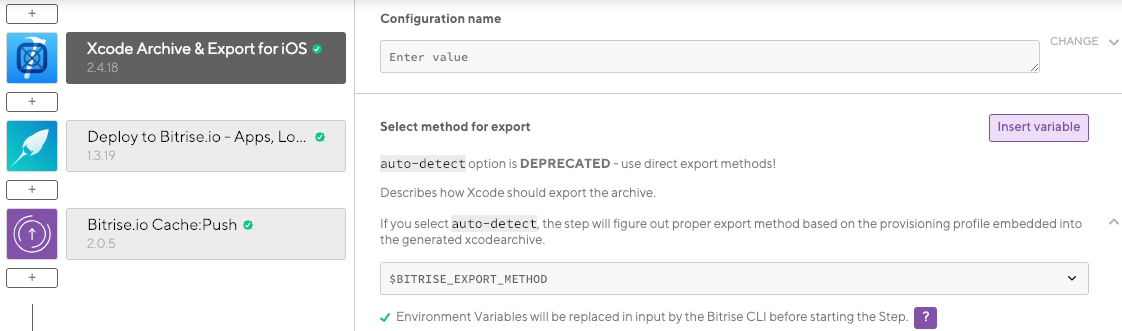 +
Xcode Archive & Export for iOS
2.4.18
+
Deploy to Bitrise.io - Apps, Lo...
1.3.19
+
Bitrise.io Cache:Push
2.0.5
+
Configuration name
Enter value
CHANGE
Select method for export
Insert variable
auto-detect option is DEPRECATED - use direct export methods!
Describes how Xcode should export the archive.
If you select auto-detect, the step will figure out proper export method based on the provisioning profile embedded into
the generated xcodearchive.
$BITRISE_EXPORT_METHOD
Environment Variables will be replaced in input by the Bitrise CLI before starting the Step. ?